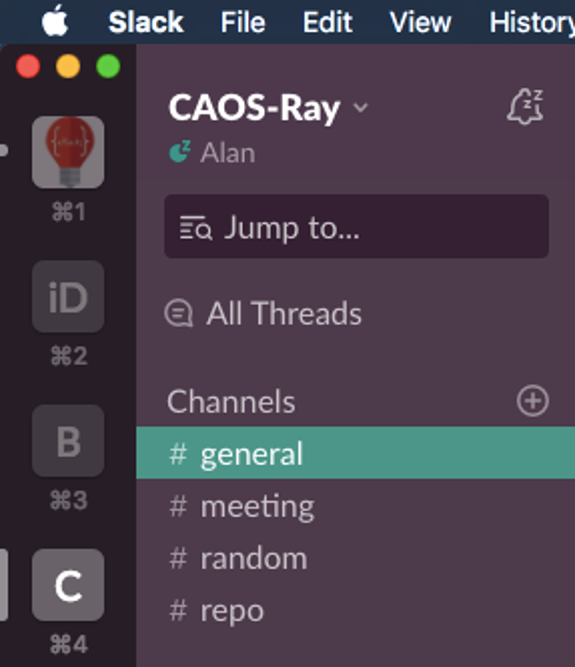 Slack File Edit View History
CAOS-Ray
Alan
⌘1
Jump to...
iD
⌘2
All Threads
Channels
B
# general
⌘3
# meeting
# random
C
# repo
⌘4